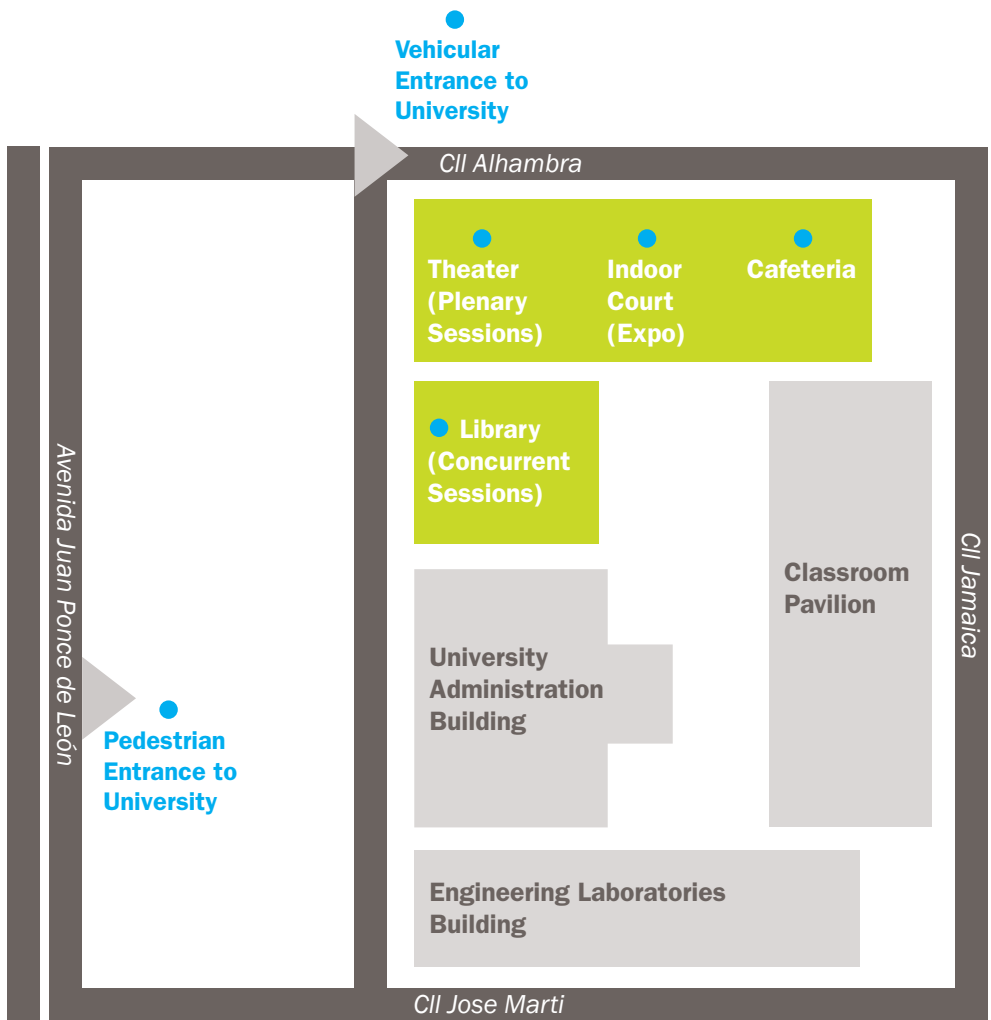 Vehicular
Entrance to
University
Cll Alhambra
Theater
(Plenary
Sessions)
Indoor
Court
(Expo)
Cafeteria
Library
(Concurrent
Sessions)
Avenida Juan Ponce de León
Classroom
Pavilion
Cll Jamaica
University
Administration
Building
Pedestrian
Entrance to
University
Engineering Laboratories
Building
Cll Jose Marti